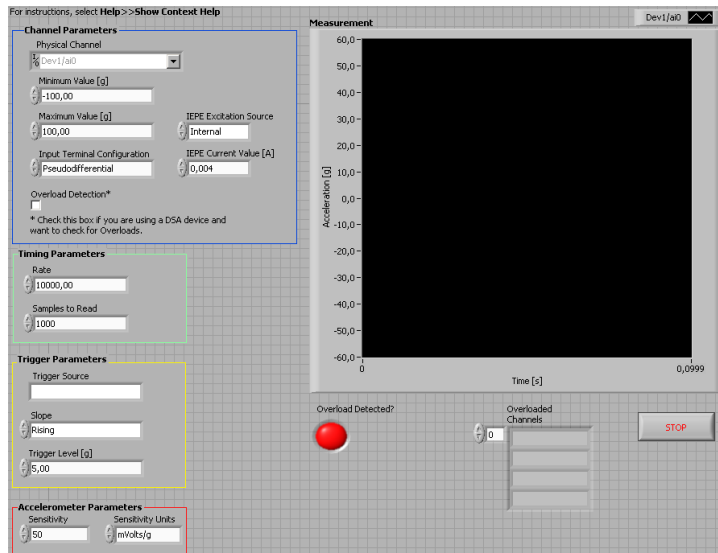 For instructions, select Help>>Show Context Help
Channel Parameters
Physical Channel
Dev1/ai0
Minimum Value [g]
-100,00
Maximum Value [g]
100,00
IEPE Excitation Source
Internal
Input Terminal Configuration
Pseudodifferential
IEPE Current Value [A]
0,004
Overload Detection*
* Check this box if you are using a DSA device and
want to check for Overloads.
Timing Parameters
Rate
10000,00
Samples to Read
1000
Trigger Parameters
Trigger Source
Slope
Rising
Trigger Level [g]
5,00
Accelerometer Parameters
Sensitivity
50
Sensitivity Units
mVolts/g
Measurement
Dev1/ai0
Acceleration [g]
60,0
50,0
40,0
30,0
20,0
10,0
0,0
-10,0
-20,0
-30,0
-40,0
-50,0
-60,0
0
0,0999
Time [s]
Overload Detected?
Overloaded
Channels
0
STOP